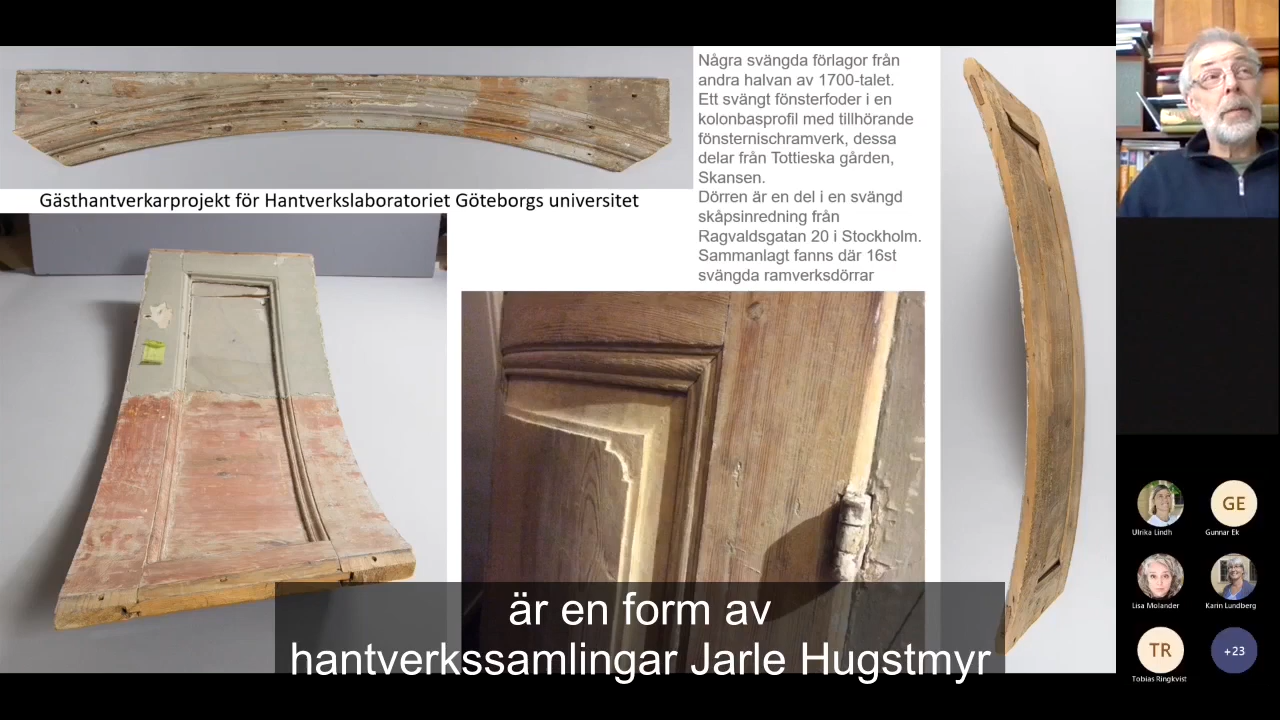 Några svängda förlagor från
andra halvan av 1700-talet.
Ett svängt fönsterfoder i en
kolonbasprofil med tillhörande
fönsternischramverk, dessa
delar från Tottieska gården,
Skansen.
Dörren är en del i en svängd
skåpsinredning från
Ragvaldsgatan 20 i Stockholm.
Sammanlagt fanns där 16st
svängda ramverksdörrar
Gästhantverkarprojekt för Hantverkslaboratoriet Göteborgs universitet
är en form av
hantverkssamlingar Jarle Hugstmyr
Ulrika Lindh
GE
Gunnar Ek
Lisa Molander
Karin Lundberg
TR
Tobias Ringkvist
+23